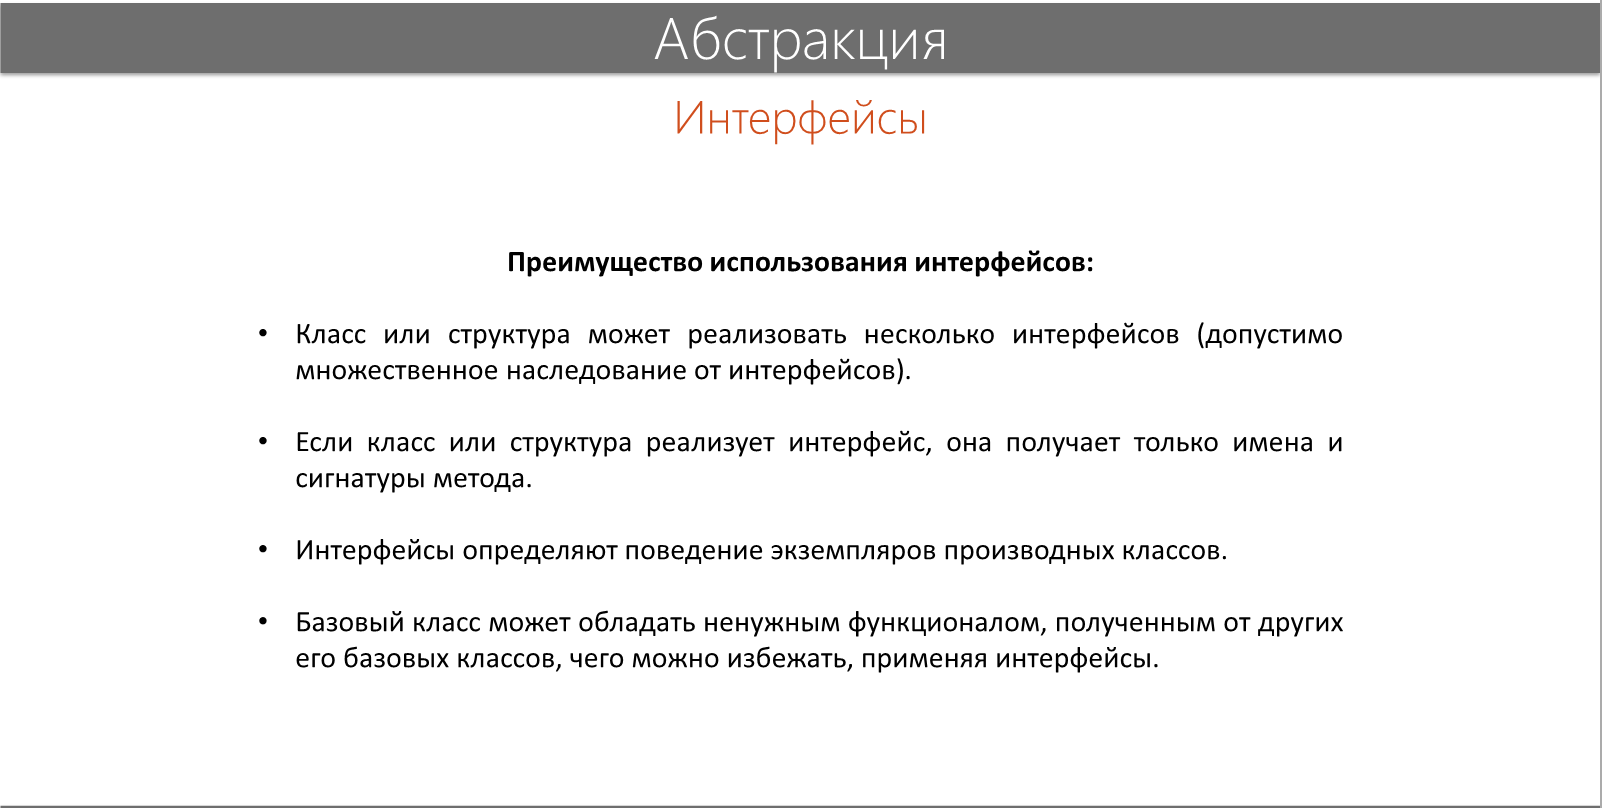 Абстракция
Интерфейсы
Преимущество использования интерфейсов:
• Класс или структура может реализовать несколько интерфейсов (допустимо
множественное наследование от интерфейсов).
• Если класс или структура реализует интерфейс, она получает только имена и
сигнатуры метода.
• Интерфейсы определяют поведение экземпляров производных классов.
• Базовый класс может обладать ненужным функционалом, полученным от других
его базовых классов, чего можно избежать, применяя интерфейсы.